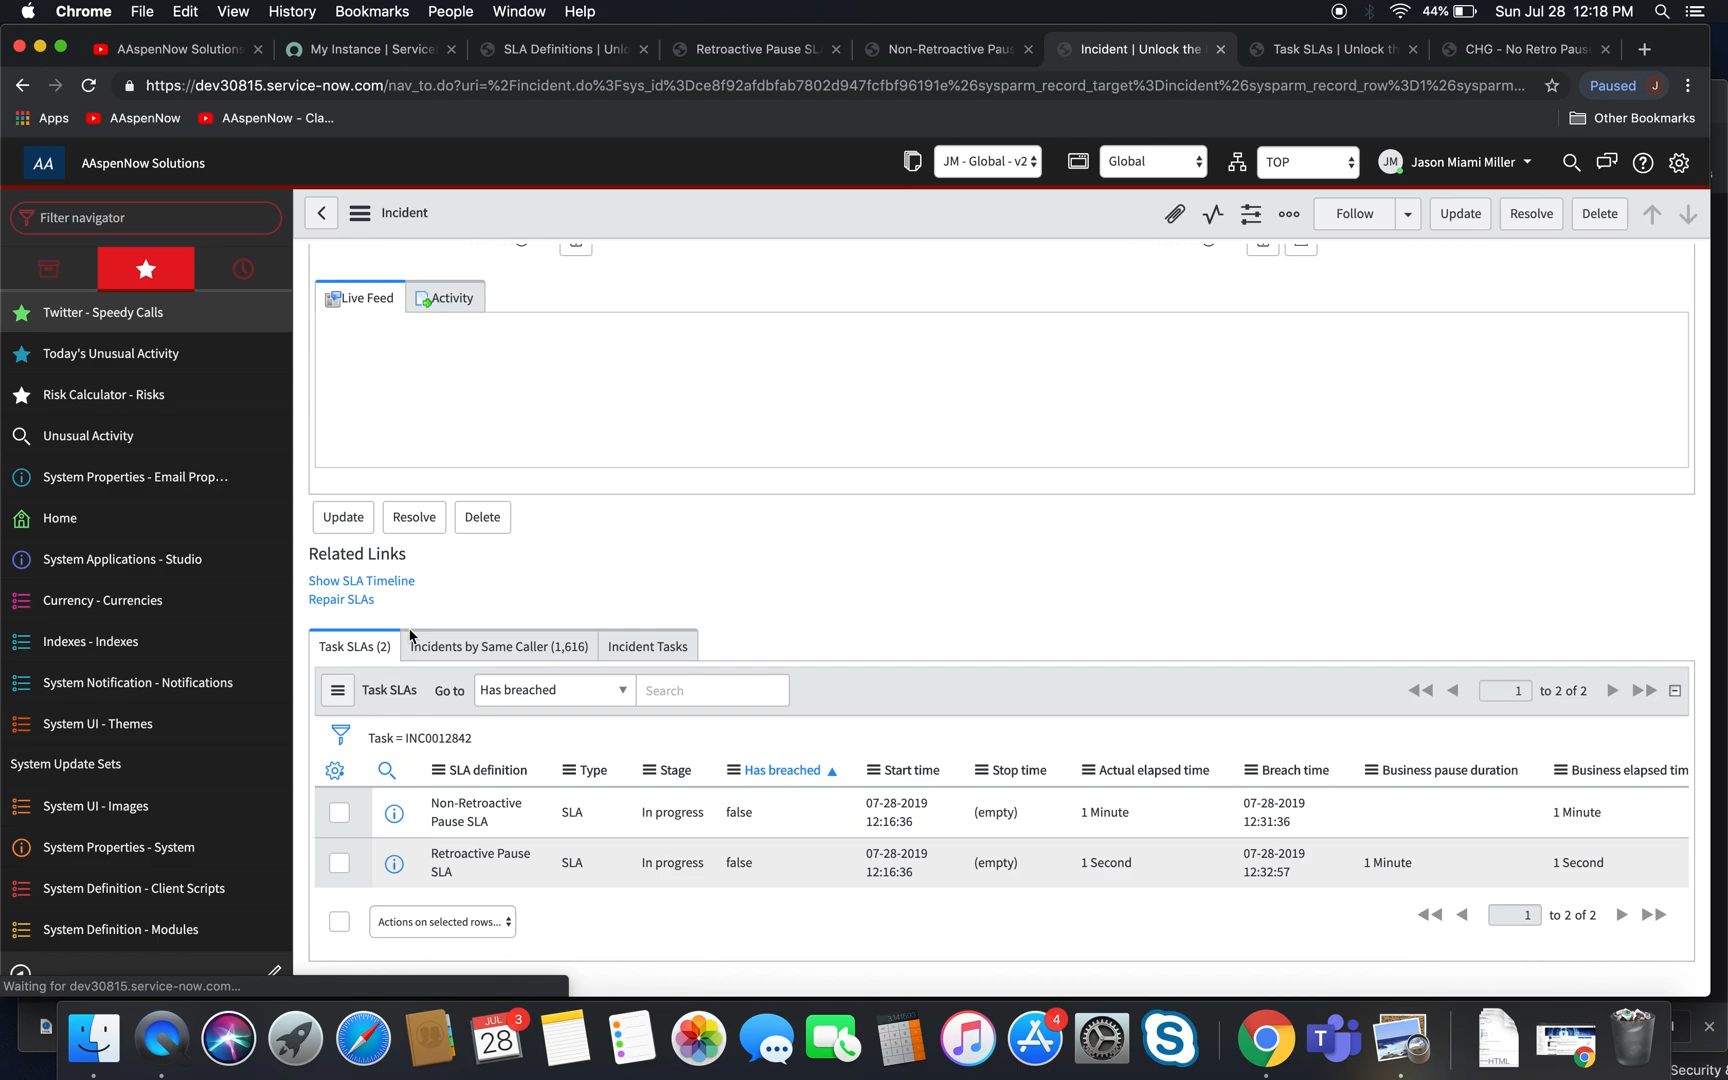 Chrome File Edit View History Bookmarks People Window Help 44% Sun Jul 28 12:18 PM
AAspenNow Solutions My Instance | Service SLA Definitions | Unlo Retroactive Pause SL Non-Retroactive Paus Incident | Unlock the Task SLAs | Unlock th CHG - No Retro Paus
https://dev30815.service-now.com/nav_to.do?uri=%2Fincident.do%3Fsys_id%3Dce8f92afdbfab7802d947fcfbf96191e%26sysparm_record_target%3Dincident%26sysparm_record_row%3D1%26sysparm... Paused J
Apps AAspenNow AAspenNow - Cla... Other Bookmarks
AA AAspenNow Solutions JM - Global - v2 Global TOP JM Jason Miami Miller
Filter navigator
Incident Follow Update Resolve Delete
Twitter - Speedy Calls
Today's Unusual Activity
Risk Calculator - Risks
Unusual Activity
System Properties - Email Prop...
Home
System Applications - Studio
Currency - Currencies
Indexes - Indexes
System Notification - Notifications
System UI - Themes
System Update Sets
System UI - Images
System Properties - System
System Definition - Client Scripts
System Definition - Modules
Live Feed Activity
Update Resolve Delete
Related Links
Show SLA Timeline
Repair SLAs
Task SLAs (2) Incidents by Same Caller (1,616) Incident Tasks
Task SLAs Go to Has breached Search 1 to 2 of 2
Task = INC0012842
SLA definition Type Stage Has breached Start time Stop time Actual elapsed time Breach time Business pause duration Business elapsed tim
Non-Retroactive Pause SLA SLA In progress false 07-28-2019 12:16:36 (empty) 1 Minute 07-28-2019 12:31:36 1 Minute
Retroactive Pause SLA SLA In progress false 07-28-2019 12:16:36 (empty) 1 Second 07-28-2019 12:32:57 1 Minute 1 Second
Actions on selected rows... 1 to 2 of 2
Waiting for dev30815.service-now.com...
3
JUL
28
4
HTML
Security